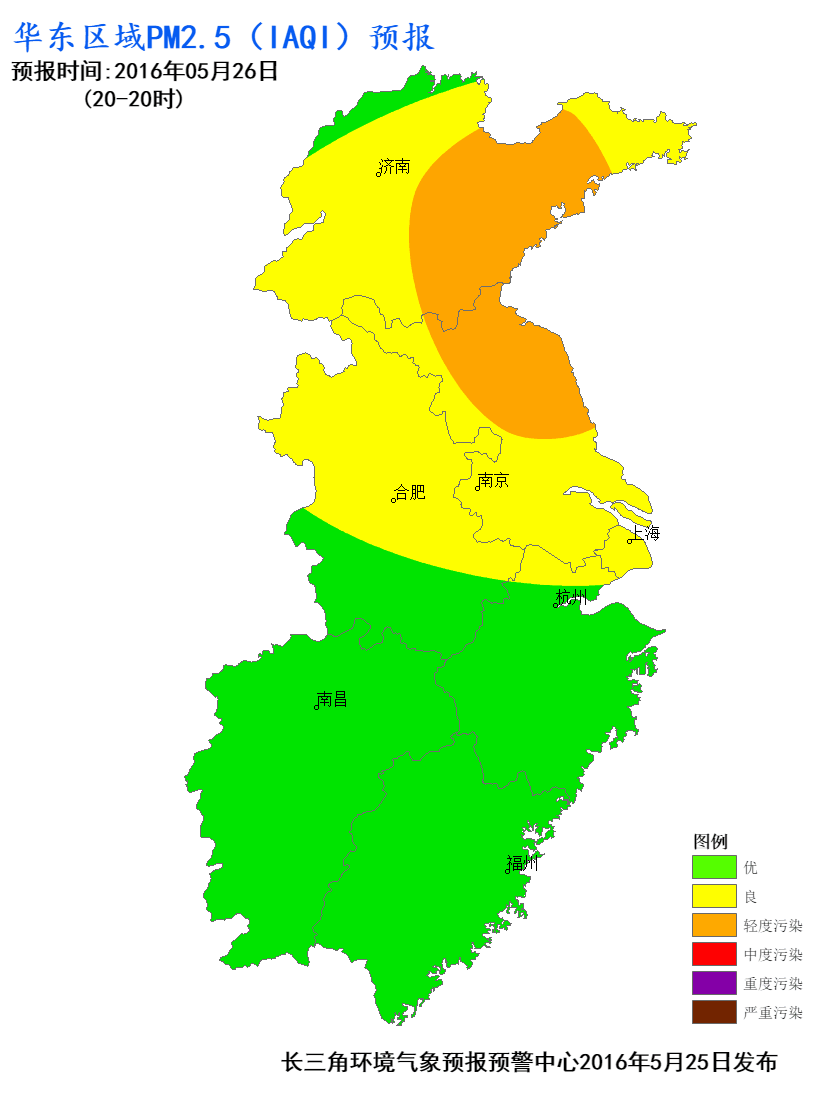 华东区域PM2.5（IAQI）预报
预报时间:2016年05月26日
(20-20时)
济南
南京
合肥
上海
杭州
南昌
福州
图例
优
良
轻度污染
中度污染
重度污染
严重污染
长三角环境气象预报预警中心2016年5月25日发布